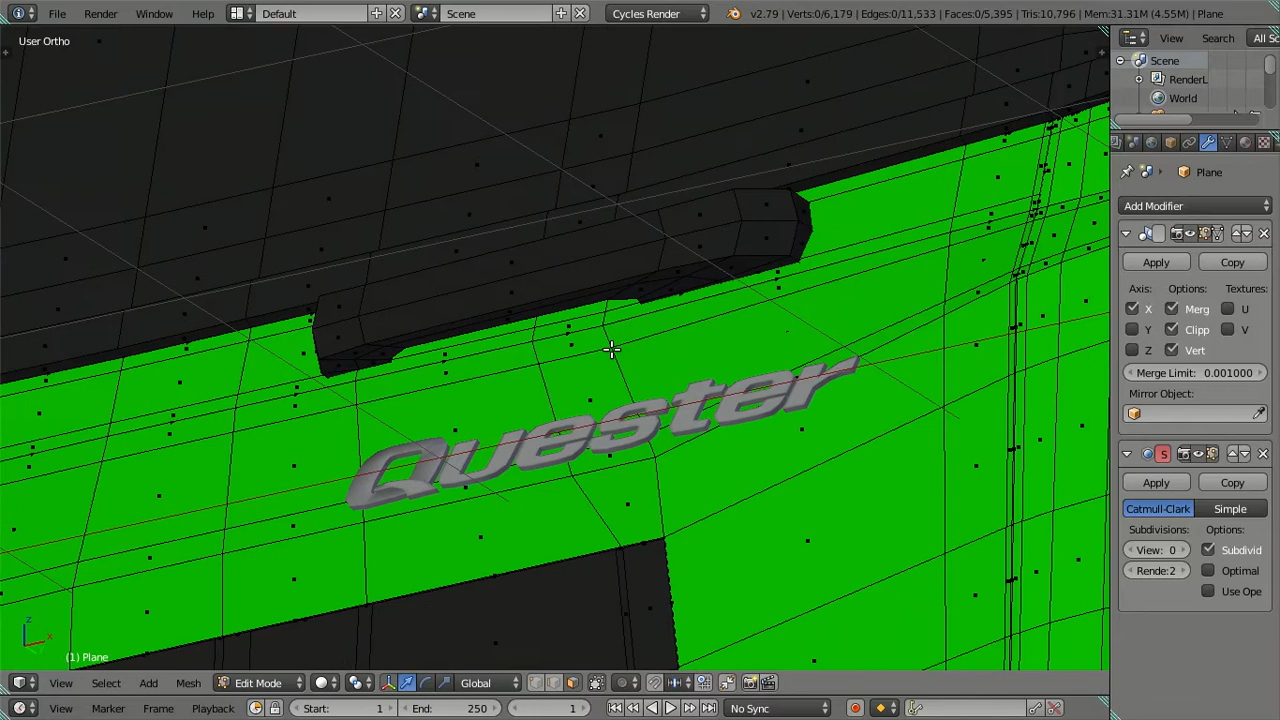 File Render Window Help Default Scene Cycles Render v2.79 | Verts:0/6,179 | Edges:0/11,533 | Faces:0/5,395 | Tris:10,796 | Mem:31.31M (4.55M) | Plane
User Ortho
View Search All Sc
Scene
RenderL
World
Plane
Add Modifier
Apply Copy
Axis: Options: Textures:
X Merg U
Y Clipp V
Z Vert
Merge Limit: 0.001000
Mirror Object:
Quester
S
Apply Copy
Catmull-Clark Simple
Subdivisions: Options:
View: 0 Subdivid
Rende:2 Optimal
Use Ope
z
x
(1) Plane
View Select Add Mesh Edit Mode Global
View Marker Frame Playback Start: 1 End: 250 1 No Sync